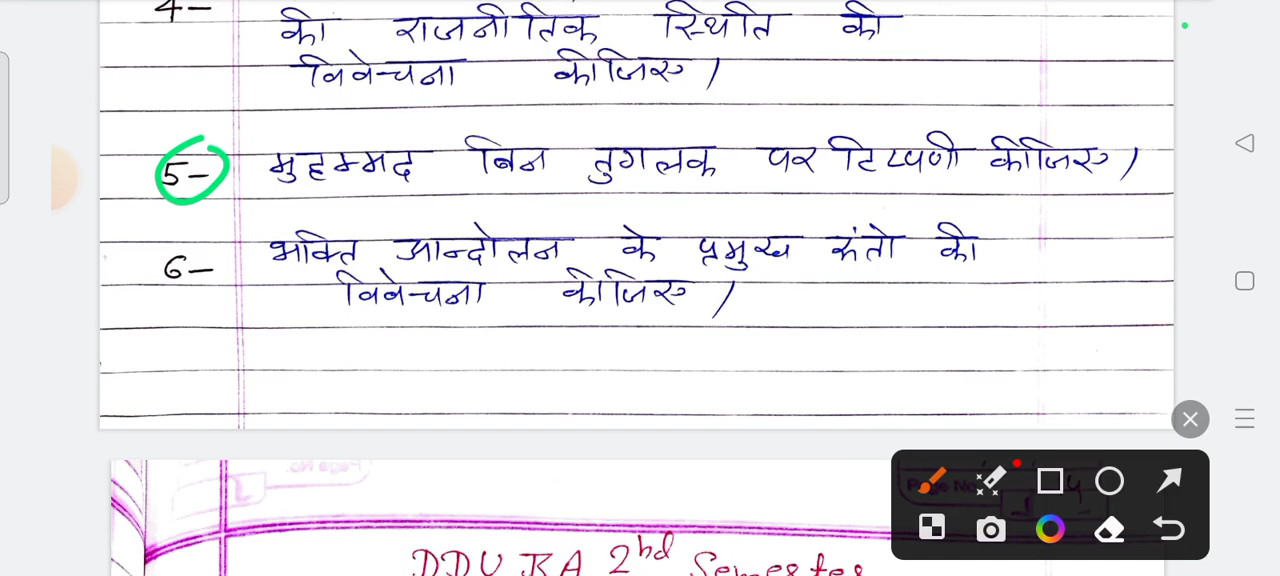 4-
की राजनीतिक स्थिति की
विवेचना कीजिए।
5- मुहम्मद बिन तुगलक पर टिप्पणी कीजिए।
6- भक्ति आन्दोलन के प्रमुख संतो की
विवेचना कीजिए।
DDU BA 2nd Semester